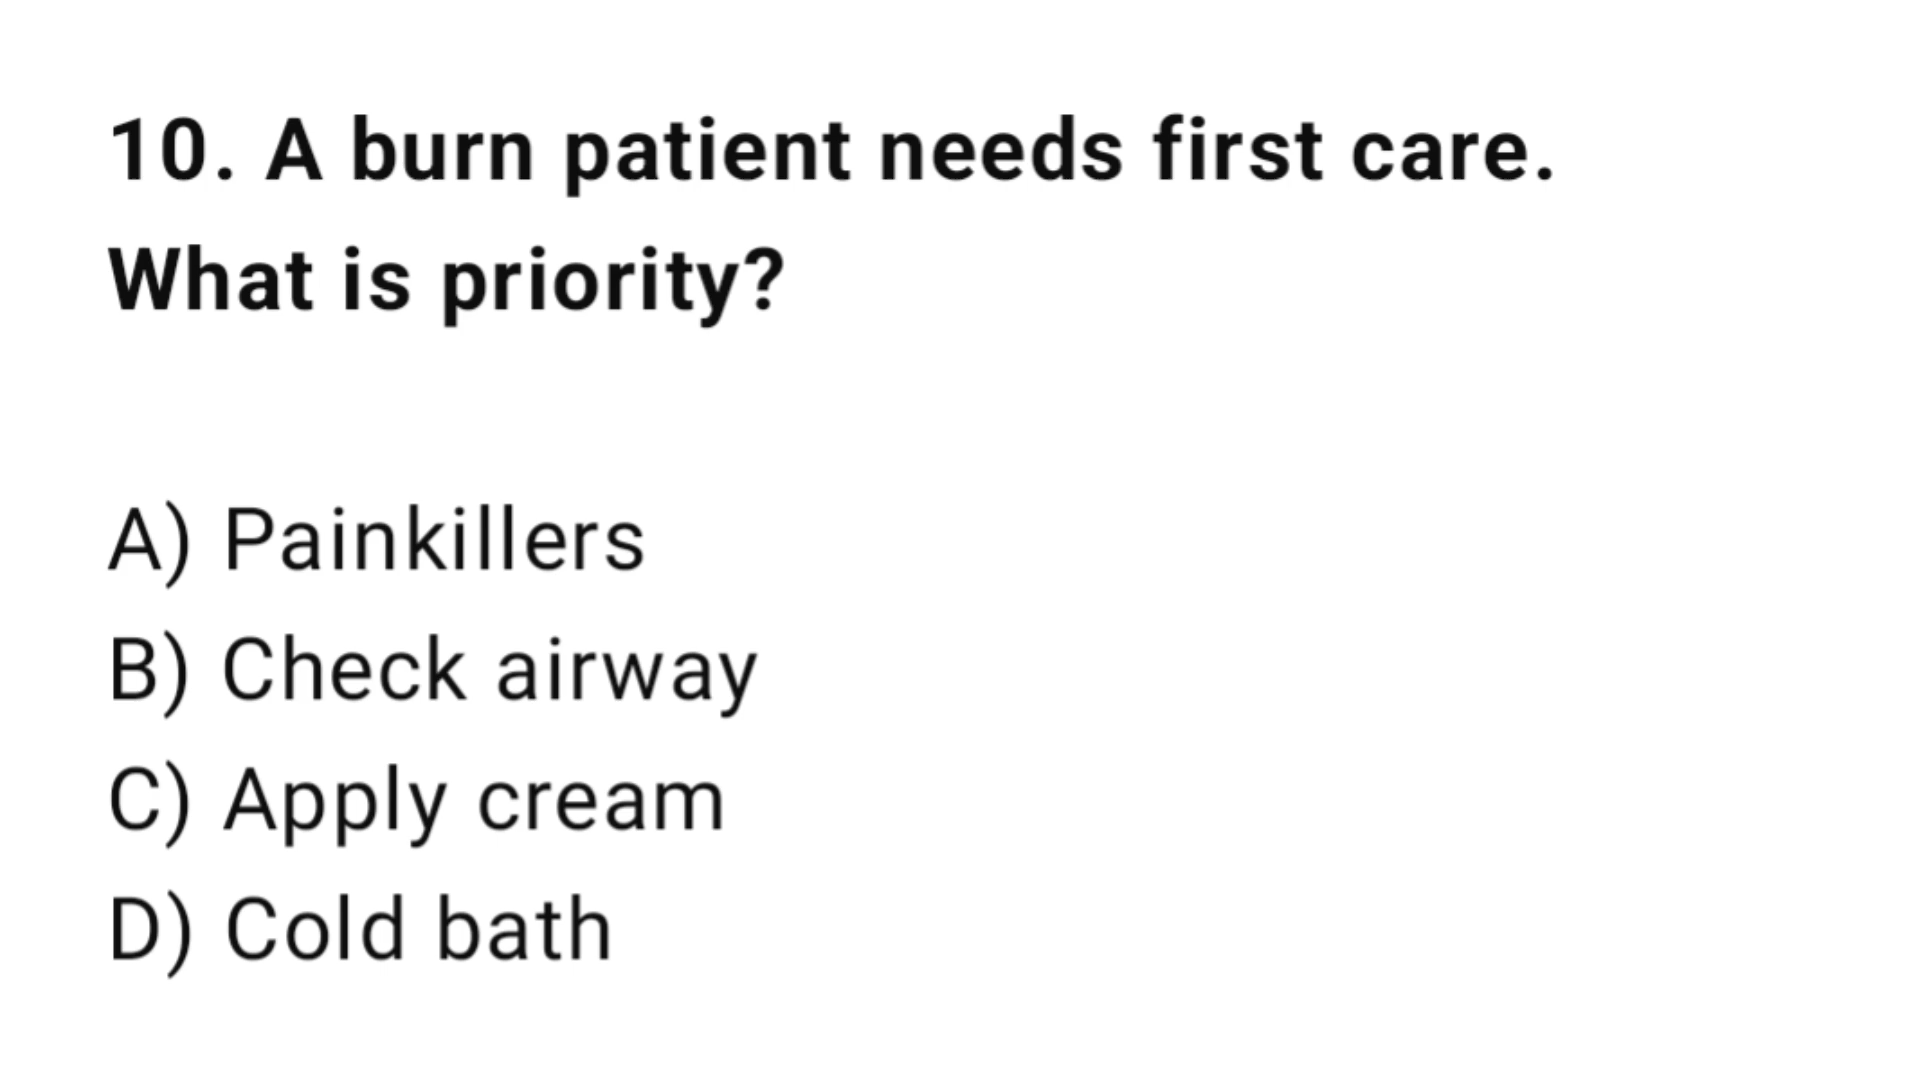 10. A burn patient needs first care.
What is priority?
A) Painkillers
B) Check airway
C) Apply cream
D) Cold bath